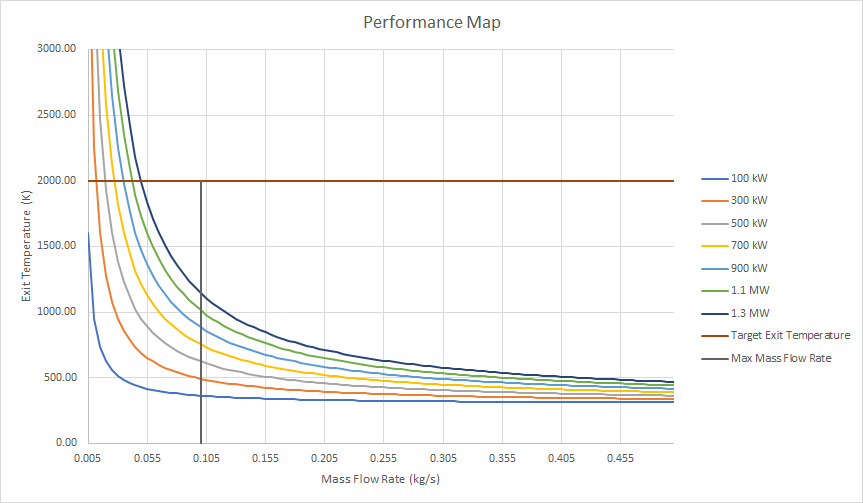 Performance Map
3000.00
2500.00
2000.00
1500.00
1000.00
500.00
0.00
0.005 0.055 0.105 0.155 0.205 0.255 0.305 0.355 0.405 0.455
Exit Temperature (K)
Mass Flow Rate (kg/s)
100 kW
300 kW
500 kW
700 kW
900 kW
1.1 MW
1.3 MW
Target Exit Temperature
Max Mass Flow Rate